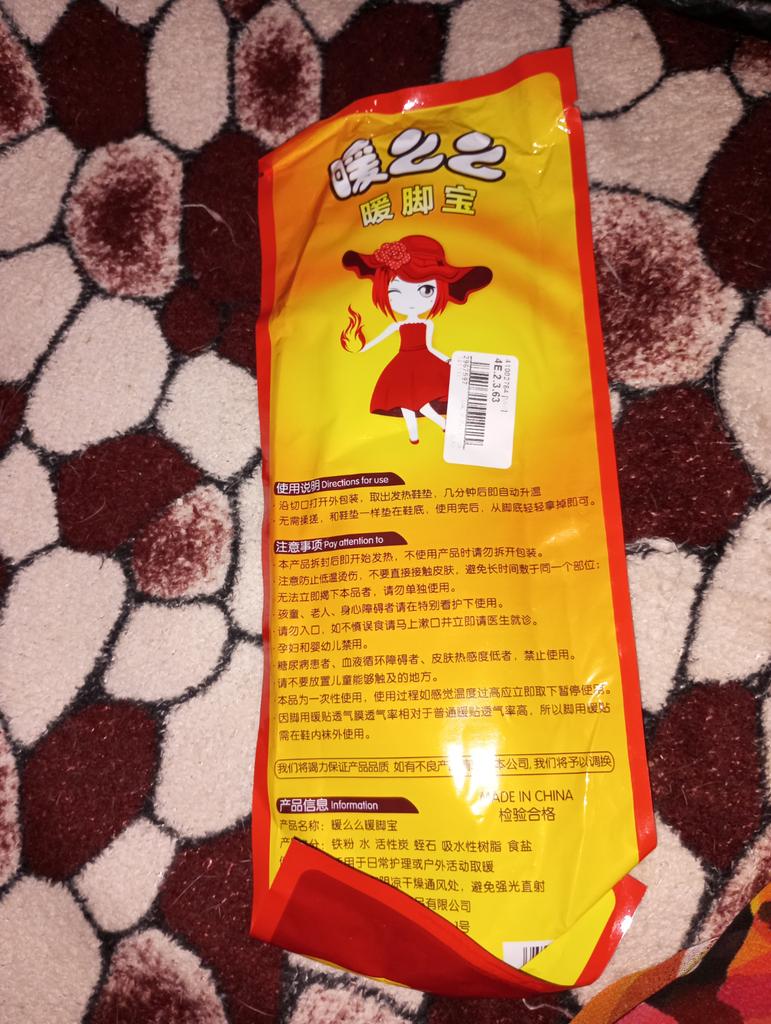 暖么么
暖脚宝
41002784
4E.2.3.63
2967597
使用说明 Directions for use
· 沿切口打开外包装，取出发热鞋垫，几分钟后即自动升温
· 无需揉搓，和鞋垫一样垫在鞋底，使用完后，从脚底轻轻拿掉即可。
注意事项 Pay attention to
· 本产品拆封后即开始发热，不使用产品时请勿拆开包装。
· 注意防止低温烫伤，不要直接接触皮肤，避免长时间敷于同一个部位；
无法立即揭下本品者，请勿单独使用。
· 孩童、老人、身心障碍者请在特别看护下使用。
· 请勿入口，如不慎误食请马上漱口并立即请医生就诊。
· 孕妇和婴幼儿禁用。
· 糖尿病患者、血液循环障碍者、皮肤热感度低者，禁止使用。
· 请不要放置儿童能够触及的地方。
· 本品为一次性使用，使用过程如感觉温度过高应立即取下暂停使用。
· 因脚用暖贴透气膜透气率相对于普通暖贴透气率高，所以脚用暖贴
需在鞋内袜外使用。
我们将竭力保证产品品质 如有不良产 本公司，我们将予以调换
产品信息 Information
MADE IN CHINA
检验合格
产品名称：暖么么暖脚宝
分：铁粉 水 活性炭 蛭石 吸水性树脂 食盐
用于日常护理或户外活动取暖
阴凉干燥通风处，避免强光直射
品有限公司
号